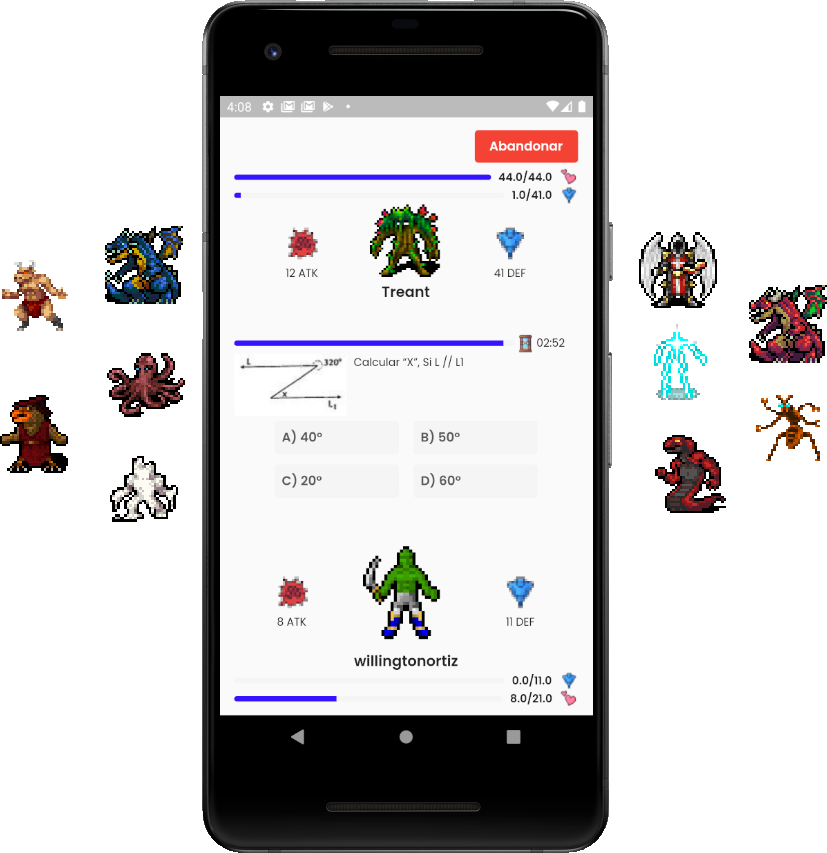 4:08
Abandonar
44.0/44.0
1.0/41.0
12 ATK
41 DEF
Treant
02:52
L
320°
x
L1
Calcular “X”, Si L // L1
A) 40°
B) 50°
C) 20°
D) 60°
8 ATK
11 DEF
willingtonortiz
0.0/11.0
8.0/21.0